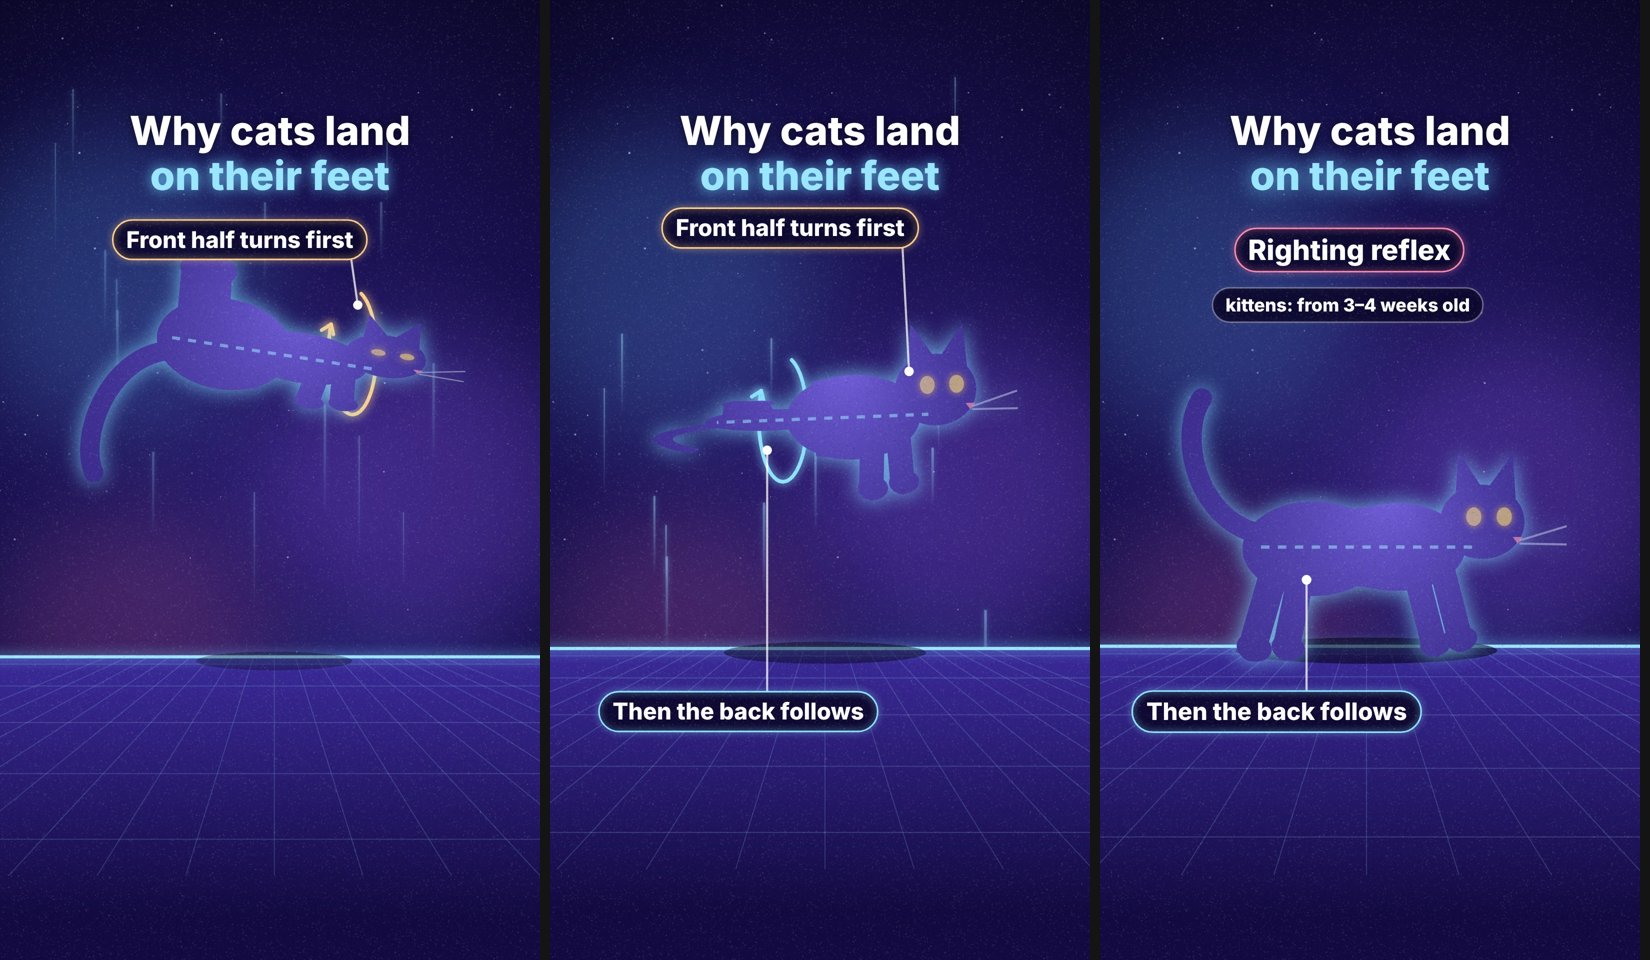 Why cats land
on their feet
Front half turns first
Why cats land
on their feet
Front half turns first
Then the back follows
Why cats land
on their feet
Righting reflex
kittens: from 3–4 weeks old
Then the back follows